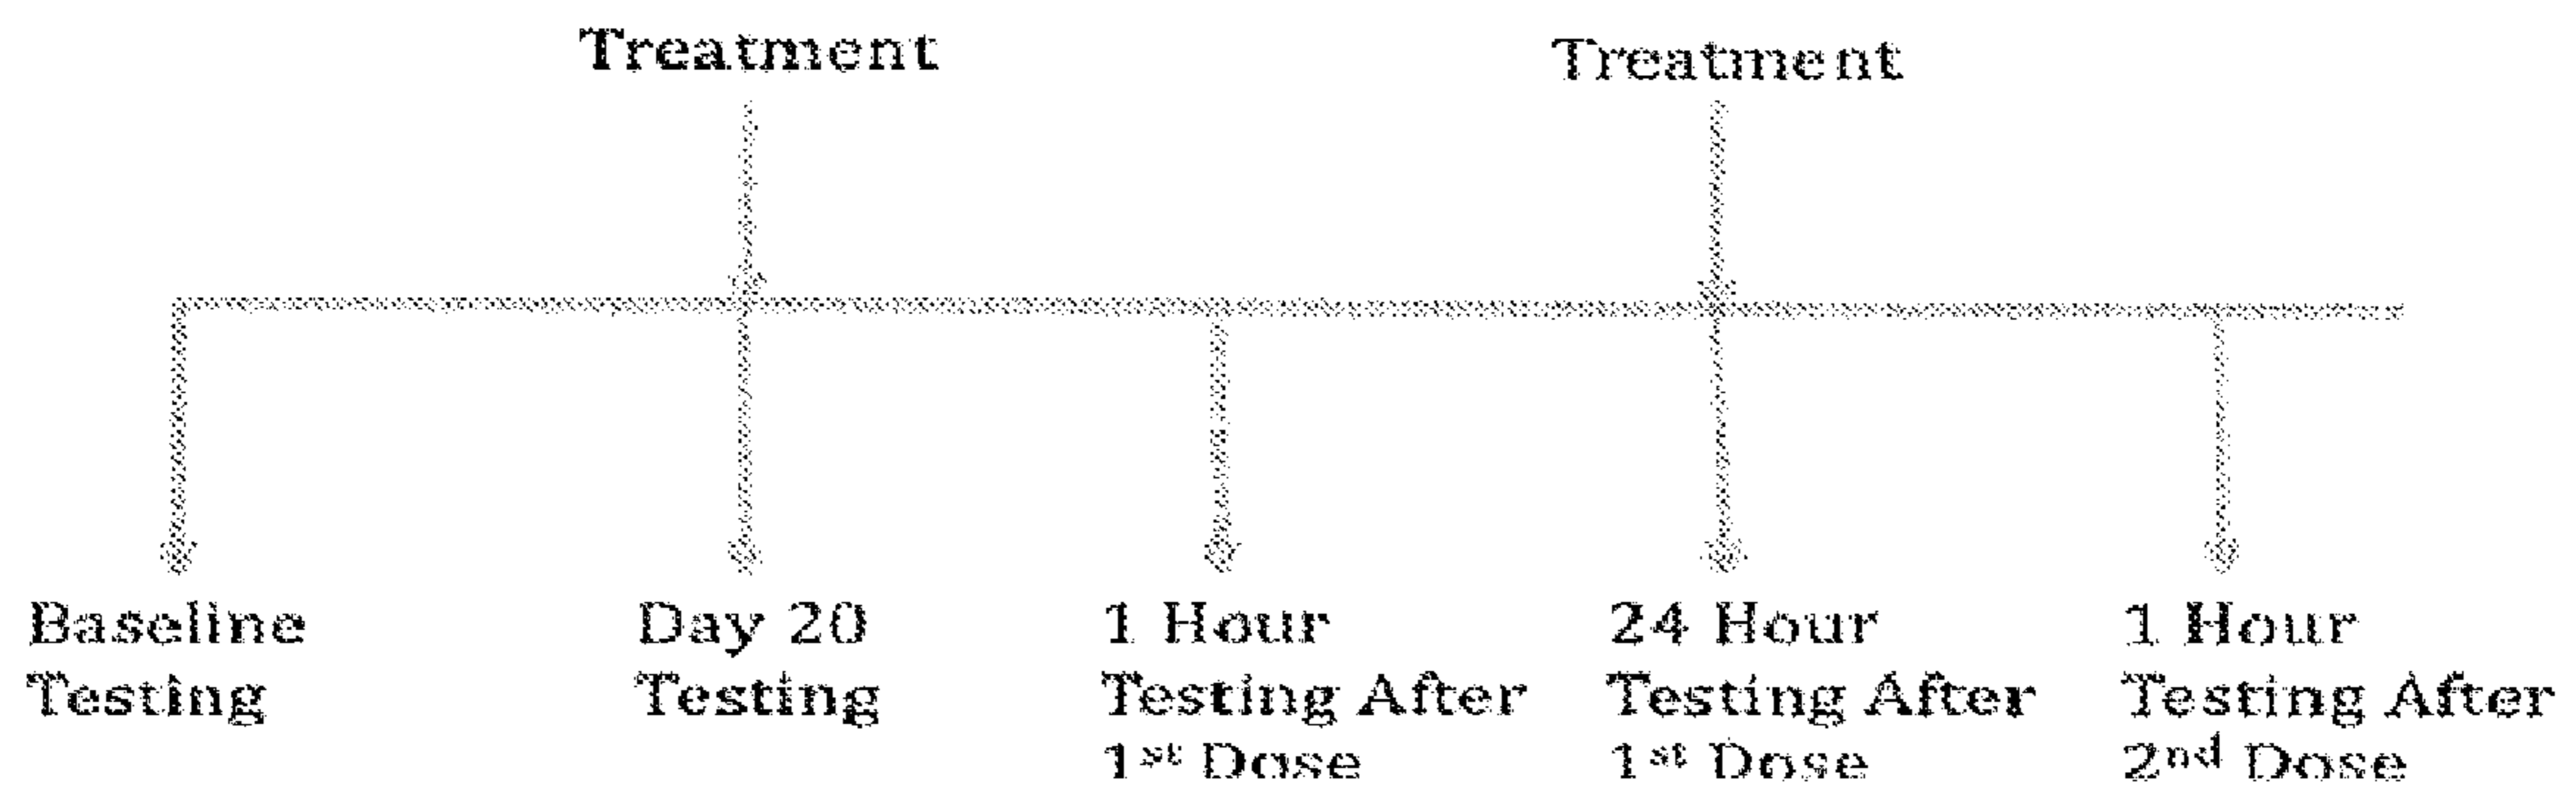 Treatment
Treatment
Baseline
Testing
Day 20
Testing
1 Hour
Testing After
1st Dose
24 Hour
Testing After
1st Dose
1 Hour
Testing After
2nd Dose